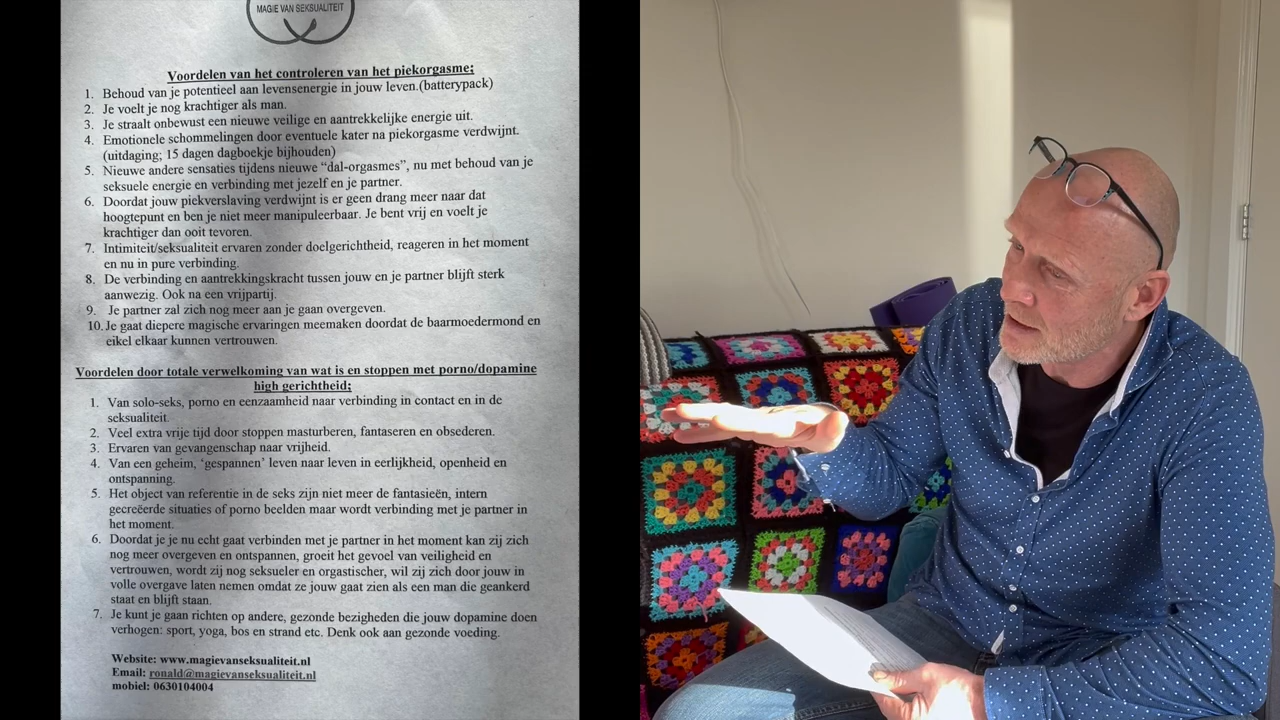 MAGIE VAN SEKSUALITEIT
Voordelen van het controleren van het piekorgasme;
1. Behoud van je potentieel aan levensenergie in jouw leven.(batterypack)
2. Je voelt je nog krachtiger als man.
3. Je straalt onbewust een nieuwe veilige en aantrekkelijke energie uit.
4. Emotionele schommelingen door eventuele kater na piekorgasme verdwijnt.
(uitdaging; 15 dagen dagboekje bijhouden)
5. Nieuwe andere sensaties tijdens nieuwe “dal-orgasmes”, nu met behoud van je
seksuele energie en verbinding met jezelf en je partner.
6. Doordat jouw piekverslaving verdwijnt is er geen drang meer naar dat
hoogtepunt en ben je niet meer manipuleerbaar. Je bent vrij en voelt je
krachtiger dan ooit tevoren.
7. Intimiteit/seksualiteit ervaren zonder doelgerichtheid, reageren in het moment
en nu in pure verbinding.
8. De verbinding en aantrekkingskracht tussen jouw en je partner blijft sterk
aanwezig. Ook na een vrijpartij.
9. Je partner zal zich nog meer aan je gaan overgeven.
10. Je gaat diepere magische ervaringen meemaken doordat de baarmoedermond en
eikel elkaar kunnen vertrouwen.
Voordelen door totale verwelkoming van wat is en stoppen met porno/dopamine
high gerichtheid;
1. Van solo-seks, porno en eenzaamheid naar verbinding in contact en in de
seksualiteit.
2. Veel extra vrije tijd door stoppen masturberen, fantaseren en obsederen.
3. Ervaren van gevangenschap naar vrijheid.
4. Van een geheim, ‘gespannen’ leven naar leven in eerlijkheid, openheid en
ontspanning.
5. Het object van referentie in de seks zijn niet meer de fantasieën, intern
gecreëerde situaties of porno beelden maar wordt verbinding met je partner in
het moment.
6. Doordat je je nu echt gaat verbinden met je partner in het moment kan zij zich
nog meer overgeven en ontspannen, groeit het gevoel van veiligheid en
vertrouwen, wordt zij nog seksueler en orgastischer, wil zij zich door jouw in
volle overgave laten nemen omdat ze jouw gaat zien als een man die geankerd
staat en blijft staan.
7. Je kunt je gaan richten op andere, gezonde bezigheden die jouw dopamine doen
verhogen: sport, yoga, bos en strand etc. Denk ook aan gezonde voeding.
Website: www.magievanseksualiteit.nl
Email: ronald@magievanseksualiteit.nl
mobiel: 0630104004